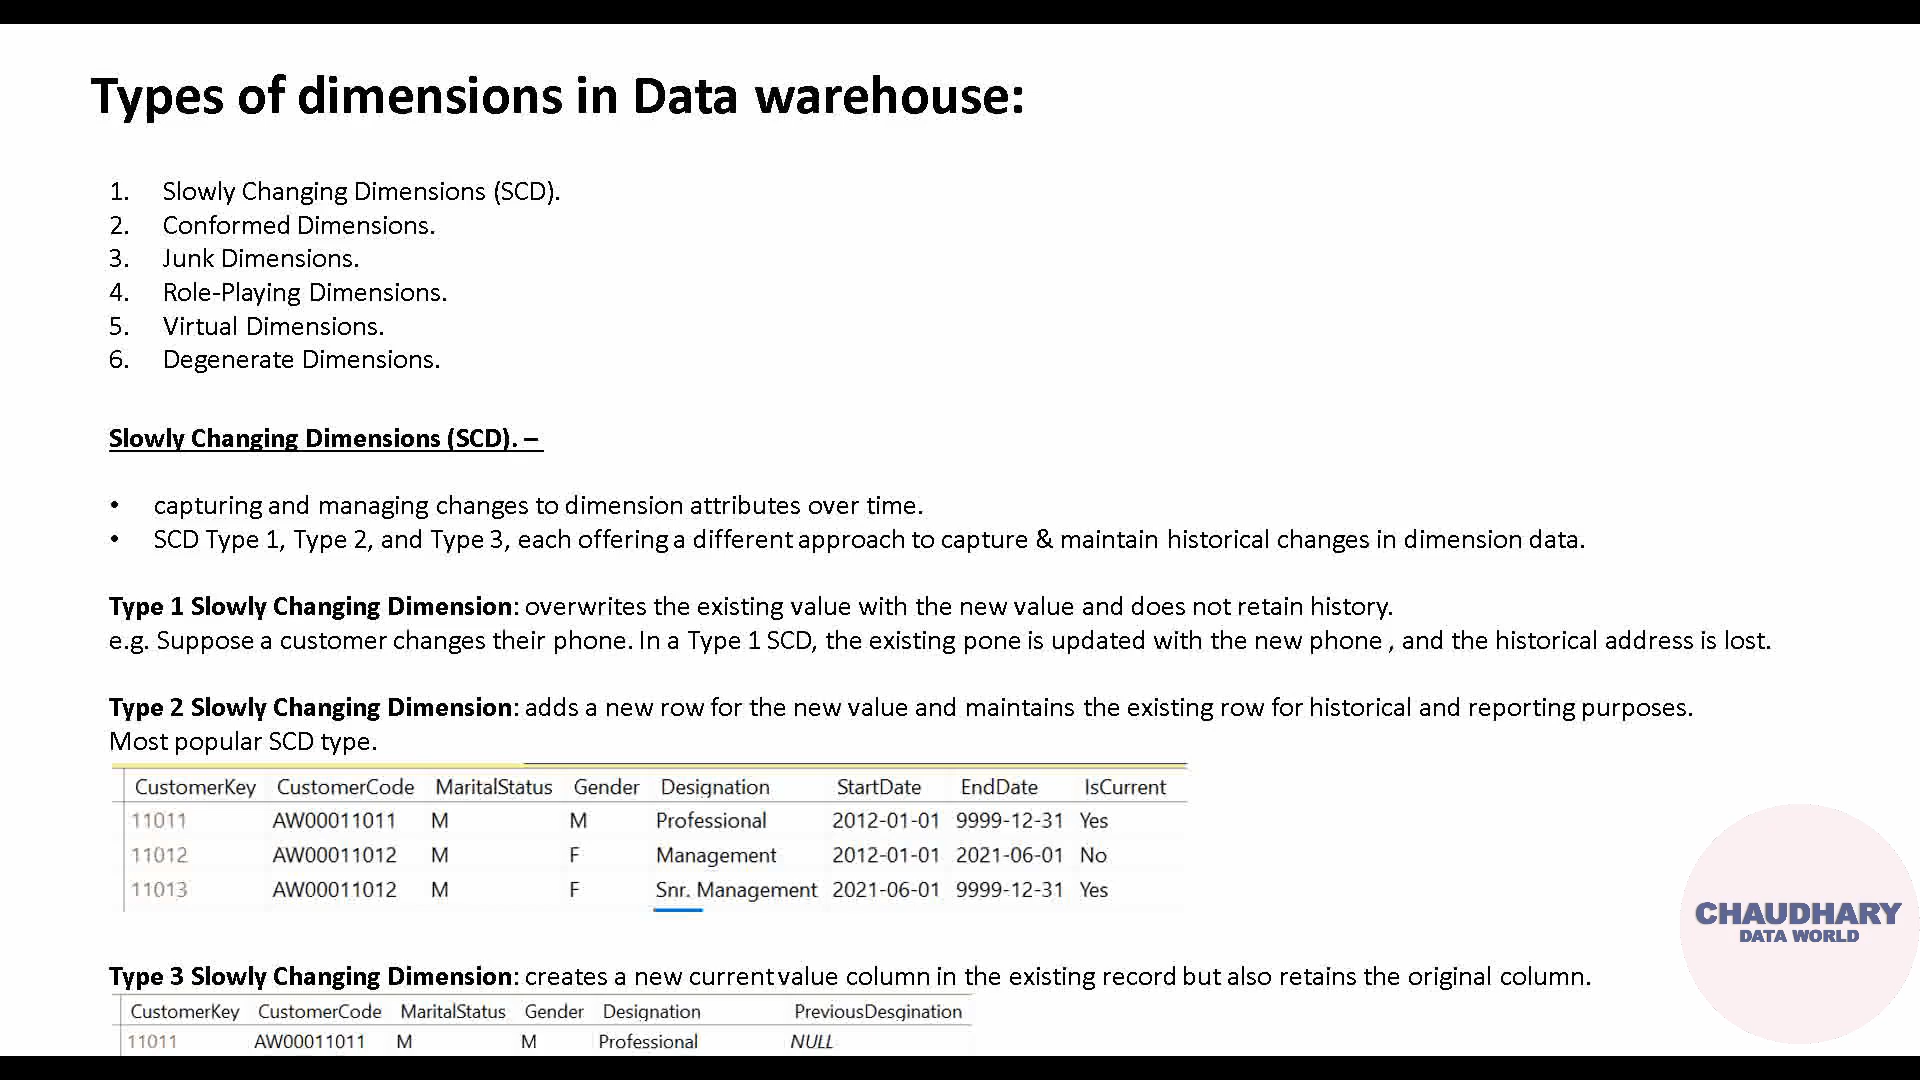 Types of dimensions in Data warehouse:
1. Slowly Changing Dimensions (SCD).
2. Conformed Dimensions.
3. Junk Dimensions.
4. Role-Playing Dimensions.
5. Virtual Dimensions.
6. Degenerate Dimensions.
Slowly Changing Dimensions (SCD). –
• capturing and managing changes to dimension attributes over time.
• SCD Type 1, Type 2, and Type 3, each offering a different approach to capture & maintain historical changes in dimension data.
Type 1 Slowly Changing Dimension: overwrites the existing value with the new value and does not retain history.
e.g. Suppose a customer changes their phone. In a Type 1 SCD, the existing pone is updated with the new phone , and the historical address is lost.
Type 2 Slowly Changing Dimension: adds a new row for the new value and maintains the existing row for historical and reporting purposes.
Most popular SCD type.
CustomerKey CustomerCode MaritalStatus Gender Designation StartDate EndDate IsCurrent
11011 AW00011011 M M Professional 2012-01-01 9999-12-31 Yes
11012 AW00011012 M F Management 2012-01-01 2021-06-01 No
11013 AW00011012 M F Snr. Management 2021-06-01 9999-12-31 Yes
CHAUDHARY
DATA WORLD
Type 3 Slowly Changing Dimension: creates a new current value column in the existing record but also retains the original column.
CustomerKey CustomerCode MaritalStatus Gender Designation PreviousDesgination
11011 AW00011011 M M Professional NULL